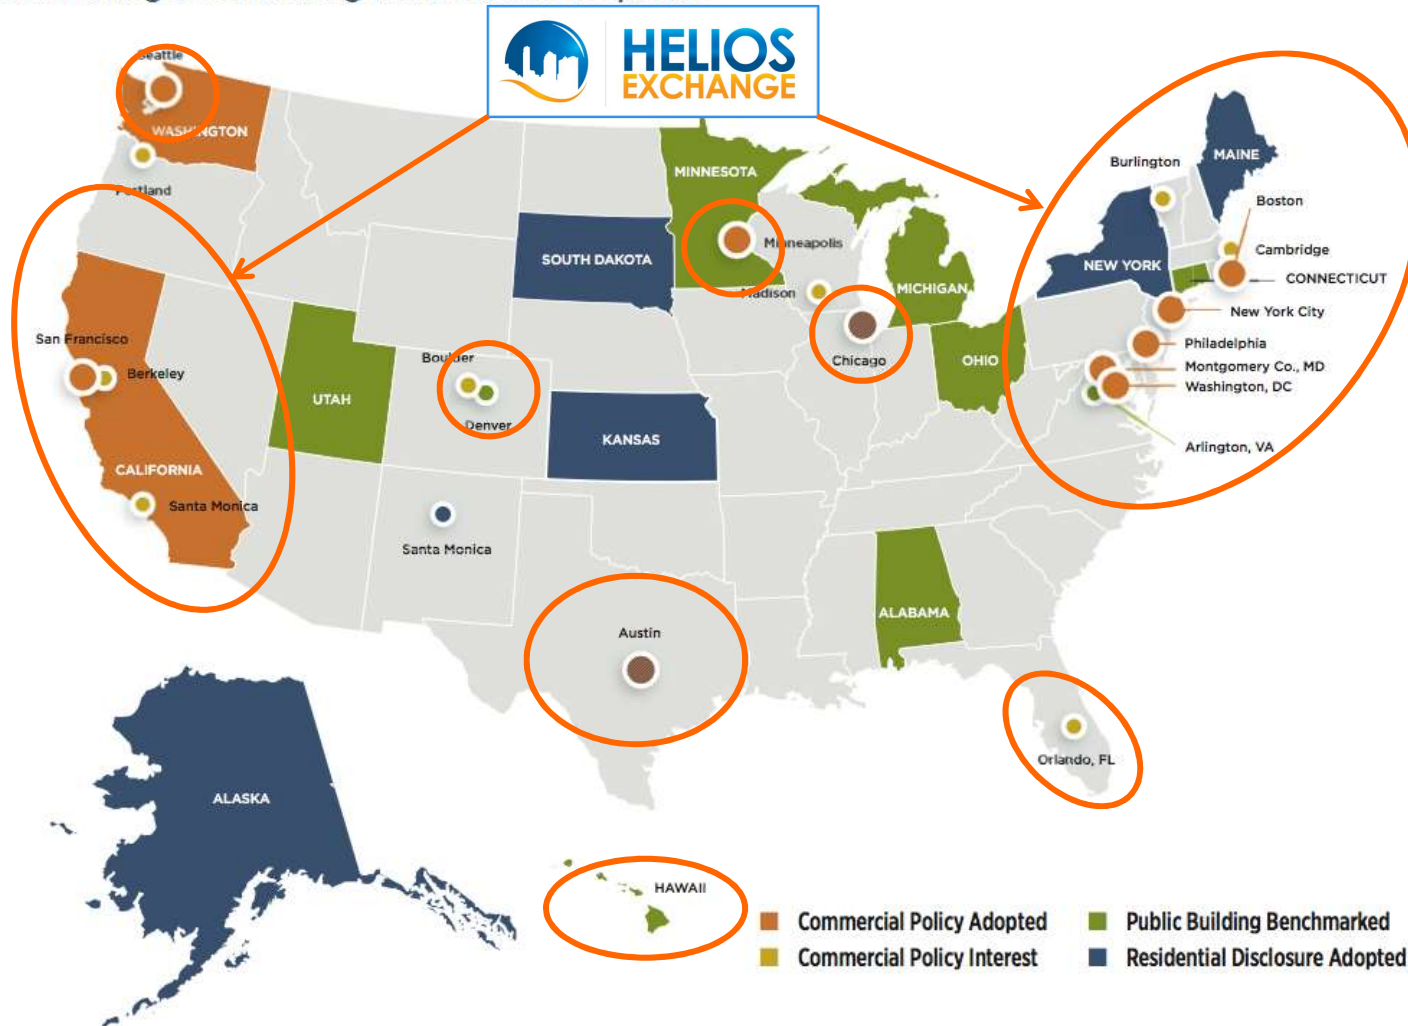 Seattle
HELIOS
EXCHANGE
WASHINGTON
Portland
MINNESOTA
Burlington
MAINE
Boston
Minneapolis
Cambridge
SOUTH DAKOTA
NEW YORK
CONNECTICUT
Madison
MICHIGAN
New York City
San Francisco
Philadelphia
Boulder
Chicago
OHIO
Montgomery Co., MD
Berkeley
Washington, DC
UTAH
Denver
KANSAS
Arlington, VA
CALIFORNIA
Santa Monica
Santa Monica
ALABAMA
Austin
Orlando, FL
ALASKA
HAWAII
Commercial Policy Adopted
Public Building Benchmarked
Commercial Policy Interest
Residential Disclosure Adopted